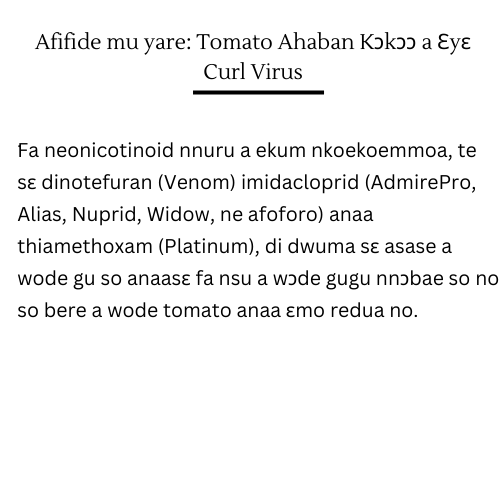 Afifide mu yare: Tomato Ahaban Kɔkɔɔ a Ɛyɛ
Curl Virus
Fa neonicotinoid nnuru a ekum nkoekoemmoa, te
sɛ dinotefuran (Venom) imidacloprid (AdmirePro,
Alias, Nuprid, Widow, ne afoforo) anaa
thiamethoxam (Platinum), di dwuma sɛ asase a
wode gu so anaasɛ fa nsu a wɔde gugu nnɔbae so no
so bere a wode tomato anaa ɛmo redua no.